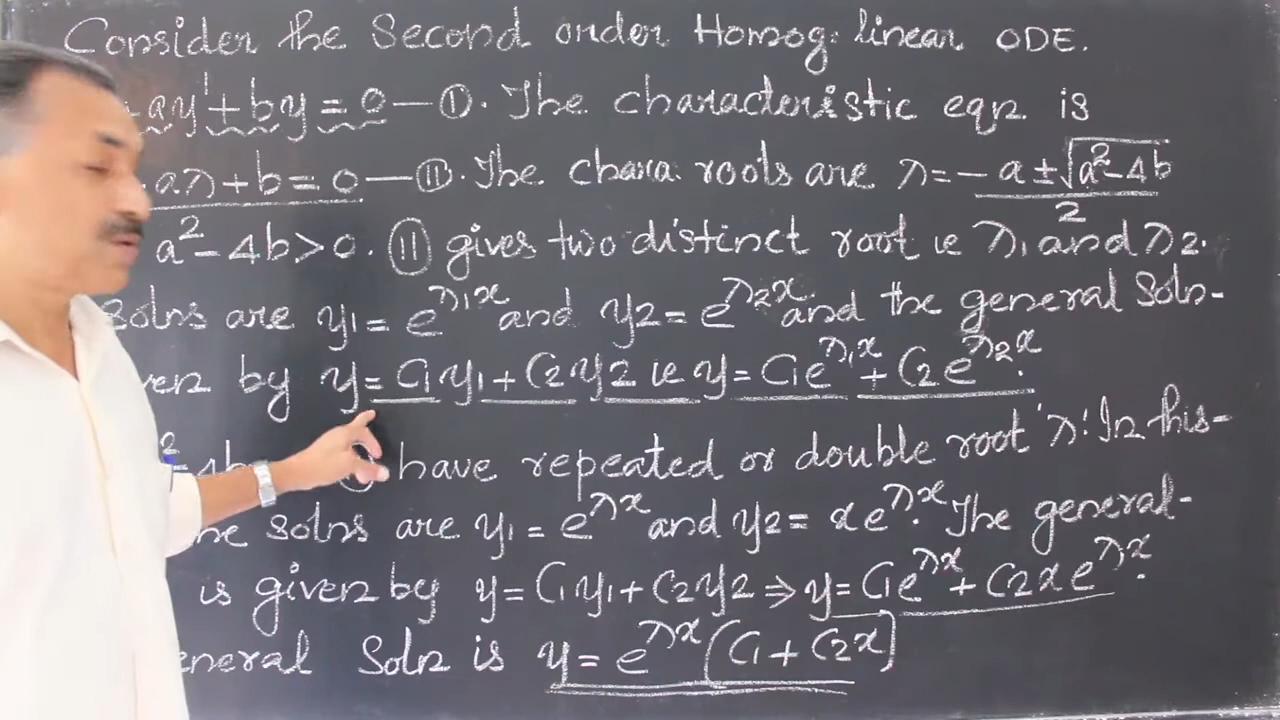 Consider the Second order Homog: linear ODE.
ay'+by=0—Ⓘ. The characteristic eqn is
aλ+b=0—Ⓘⓘ. The chara. roots are λ=-a±√a²-4b
2
a²-4b>0. Ⓘⓘ gives two distinct root ie λ1 and λ2.
solns are y1=e^λ1x and y2=e^λ2x and the general soln-
by y=C1y1+C2y2 ie y=C1e^λ1x+C2e^λ2x.
have repeated or double root 'λ'. In this-
solns are y1=e^λx and y2=xe^λx. The general-
is given by y=C1y1+C2y2⇒y=C1e^λx+C2xe^λx.
Soln is y=e^λx(C1+C2x]